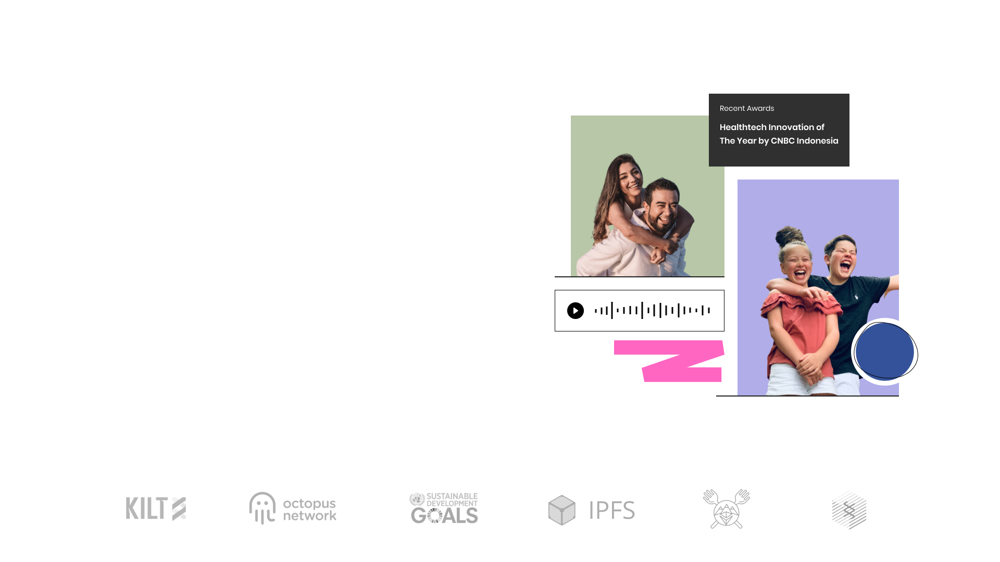 Recent Awards
Healthtech Innovation of
The Year by CNBC Indonesia
KILT
octopus
network
SUSTAINABLE
DEVELOPMENT
GOALS
IPFS